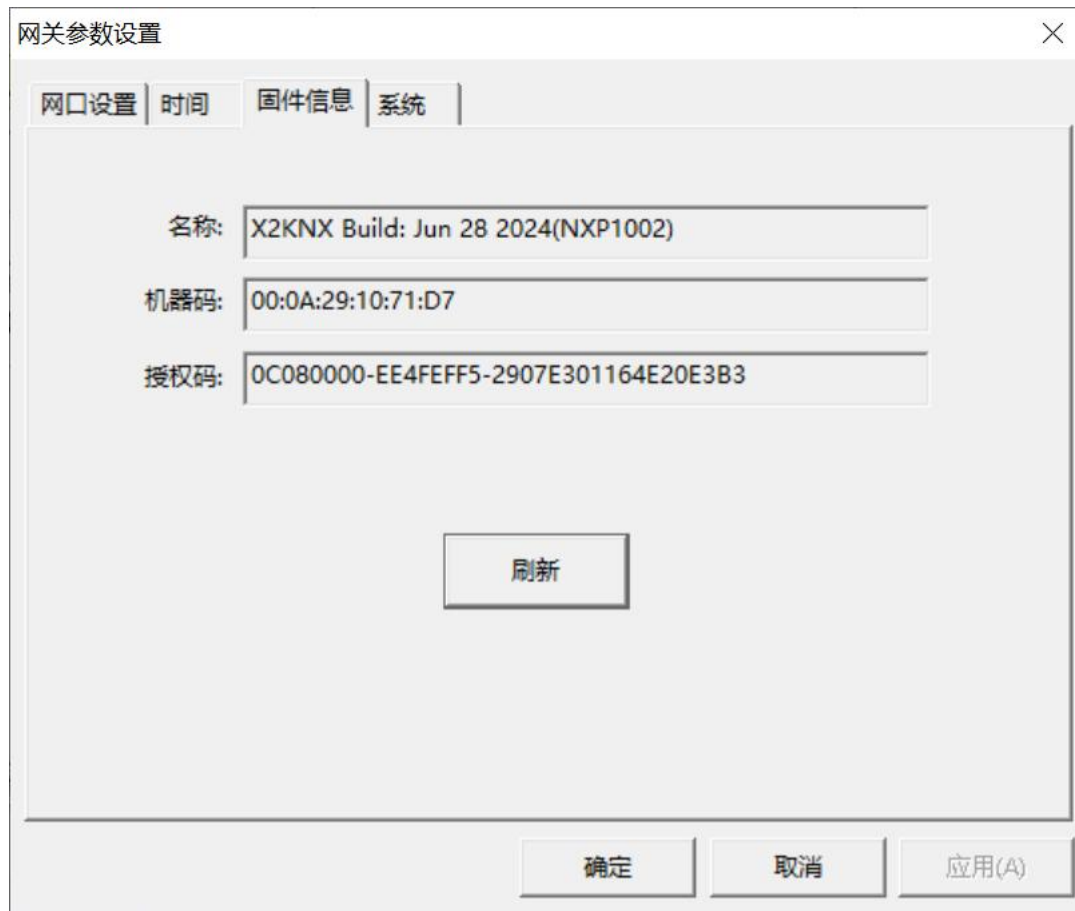 网关参数设置
网口设置 时间 固件信息 系统
名称: X2KNX Build: Jun 28 2024(NXP1002)
机器码: 00:0A:29:10:71:D7
授权码: 0C080000-EE4FEFF5-2907E301164E20E3B3
刷新
确定 取消 应用(A)